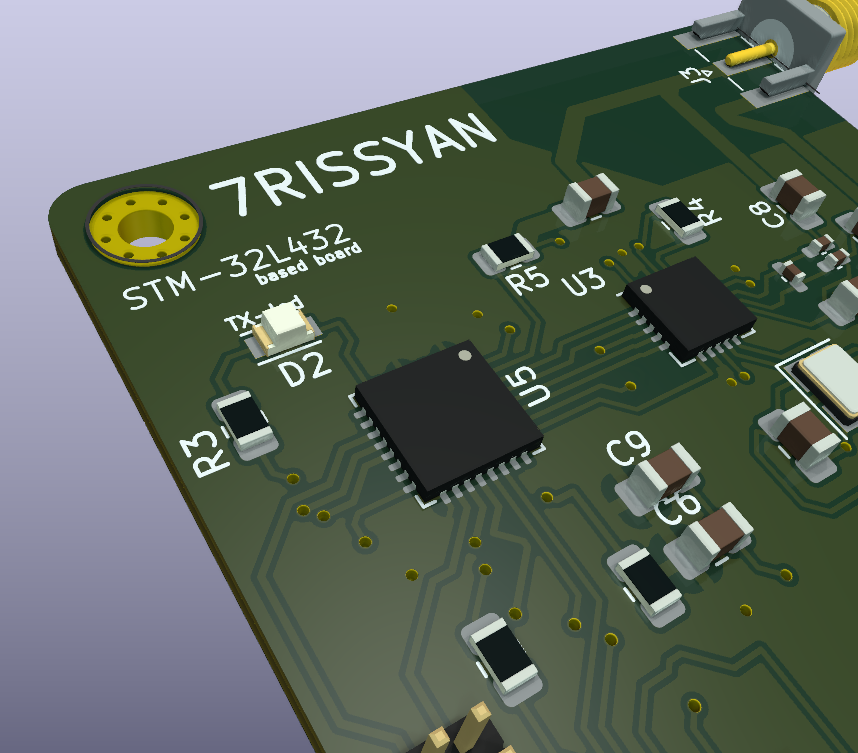 7RISSYAN
STM-32L432
based board
TX-led
D2
R3
U5
R5
U3
R4
C8
J3
C9
C6